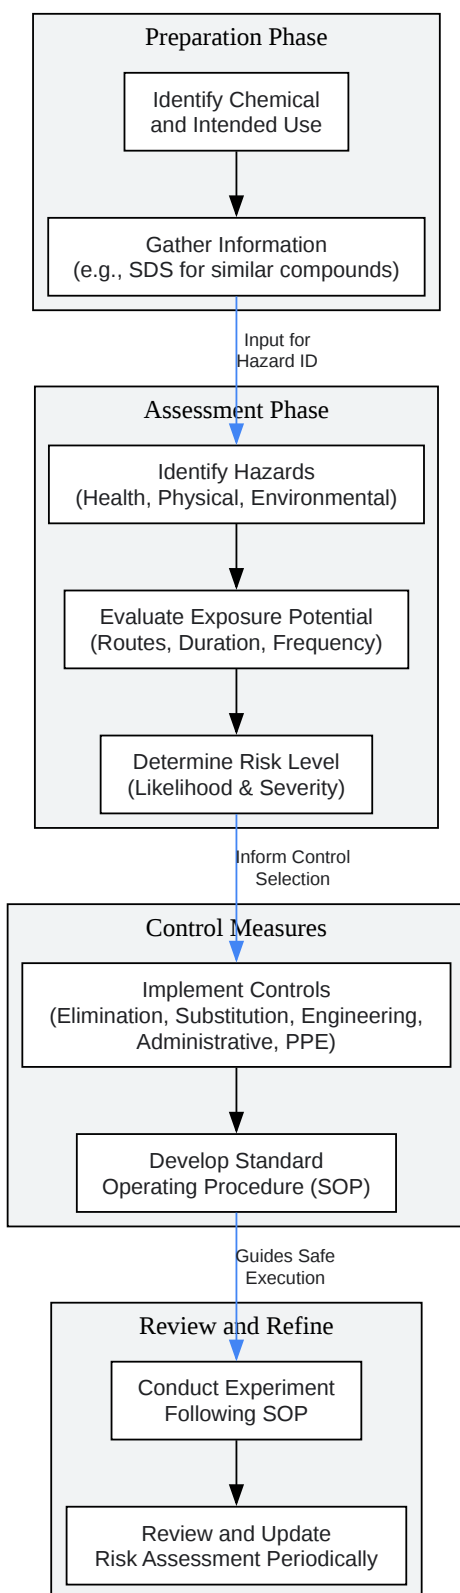 Preparation Phase
Identify Chemical
and Intended Use
Gather Information
(e.g., SDS for similar compounds)
Input for
Hazard ID
Assessment Phase
Identify Hazards
(Health, Physical, Environmental)
Evaluate Exposure Potential
(Routes, Duration, Frequency)
Determine Risk Level
(Likelihood & Severity)
Inform Control
Selection
Control Measures
Implement Controls
(Elimination, Substitution, Engineering,
Administrative, PPE)
Develop Standard
Operating Procedure (SOP)
Guides Safe
Execution
Review and Refine
Conduct Experiment
Following SOP
Review and Update
Risk Assessment Periodically